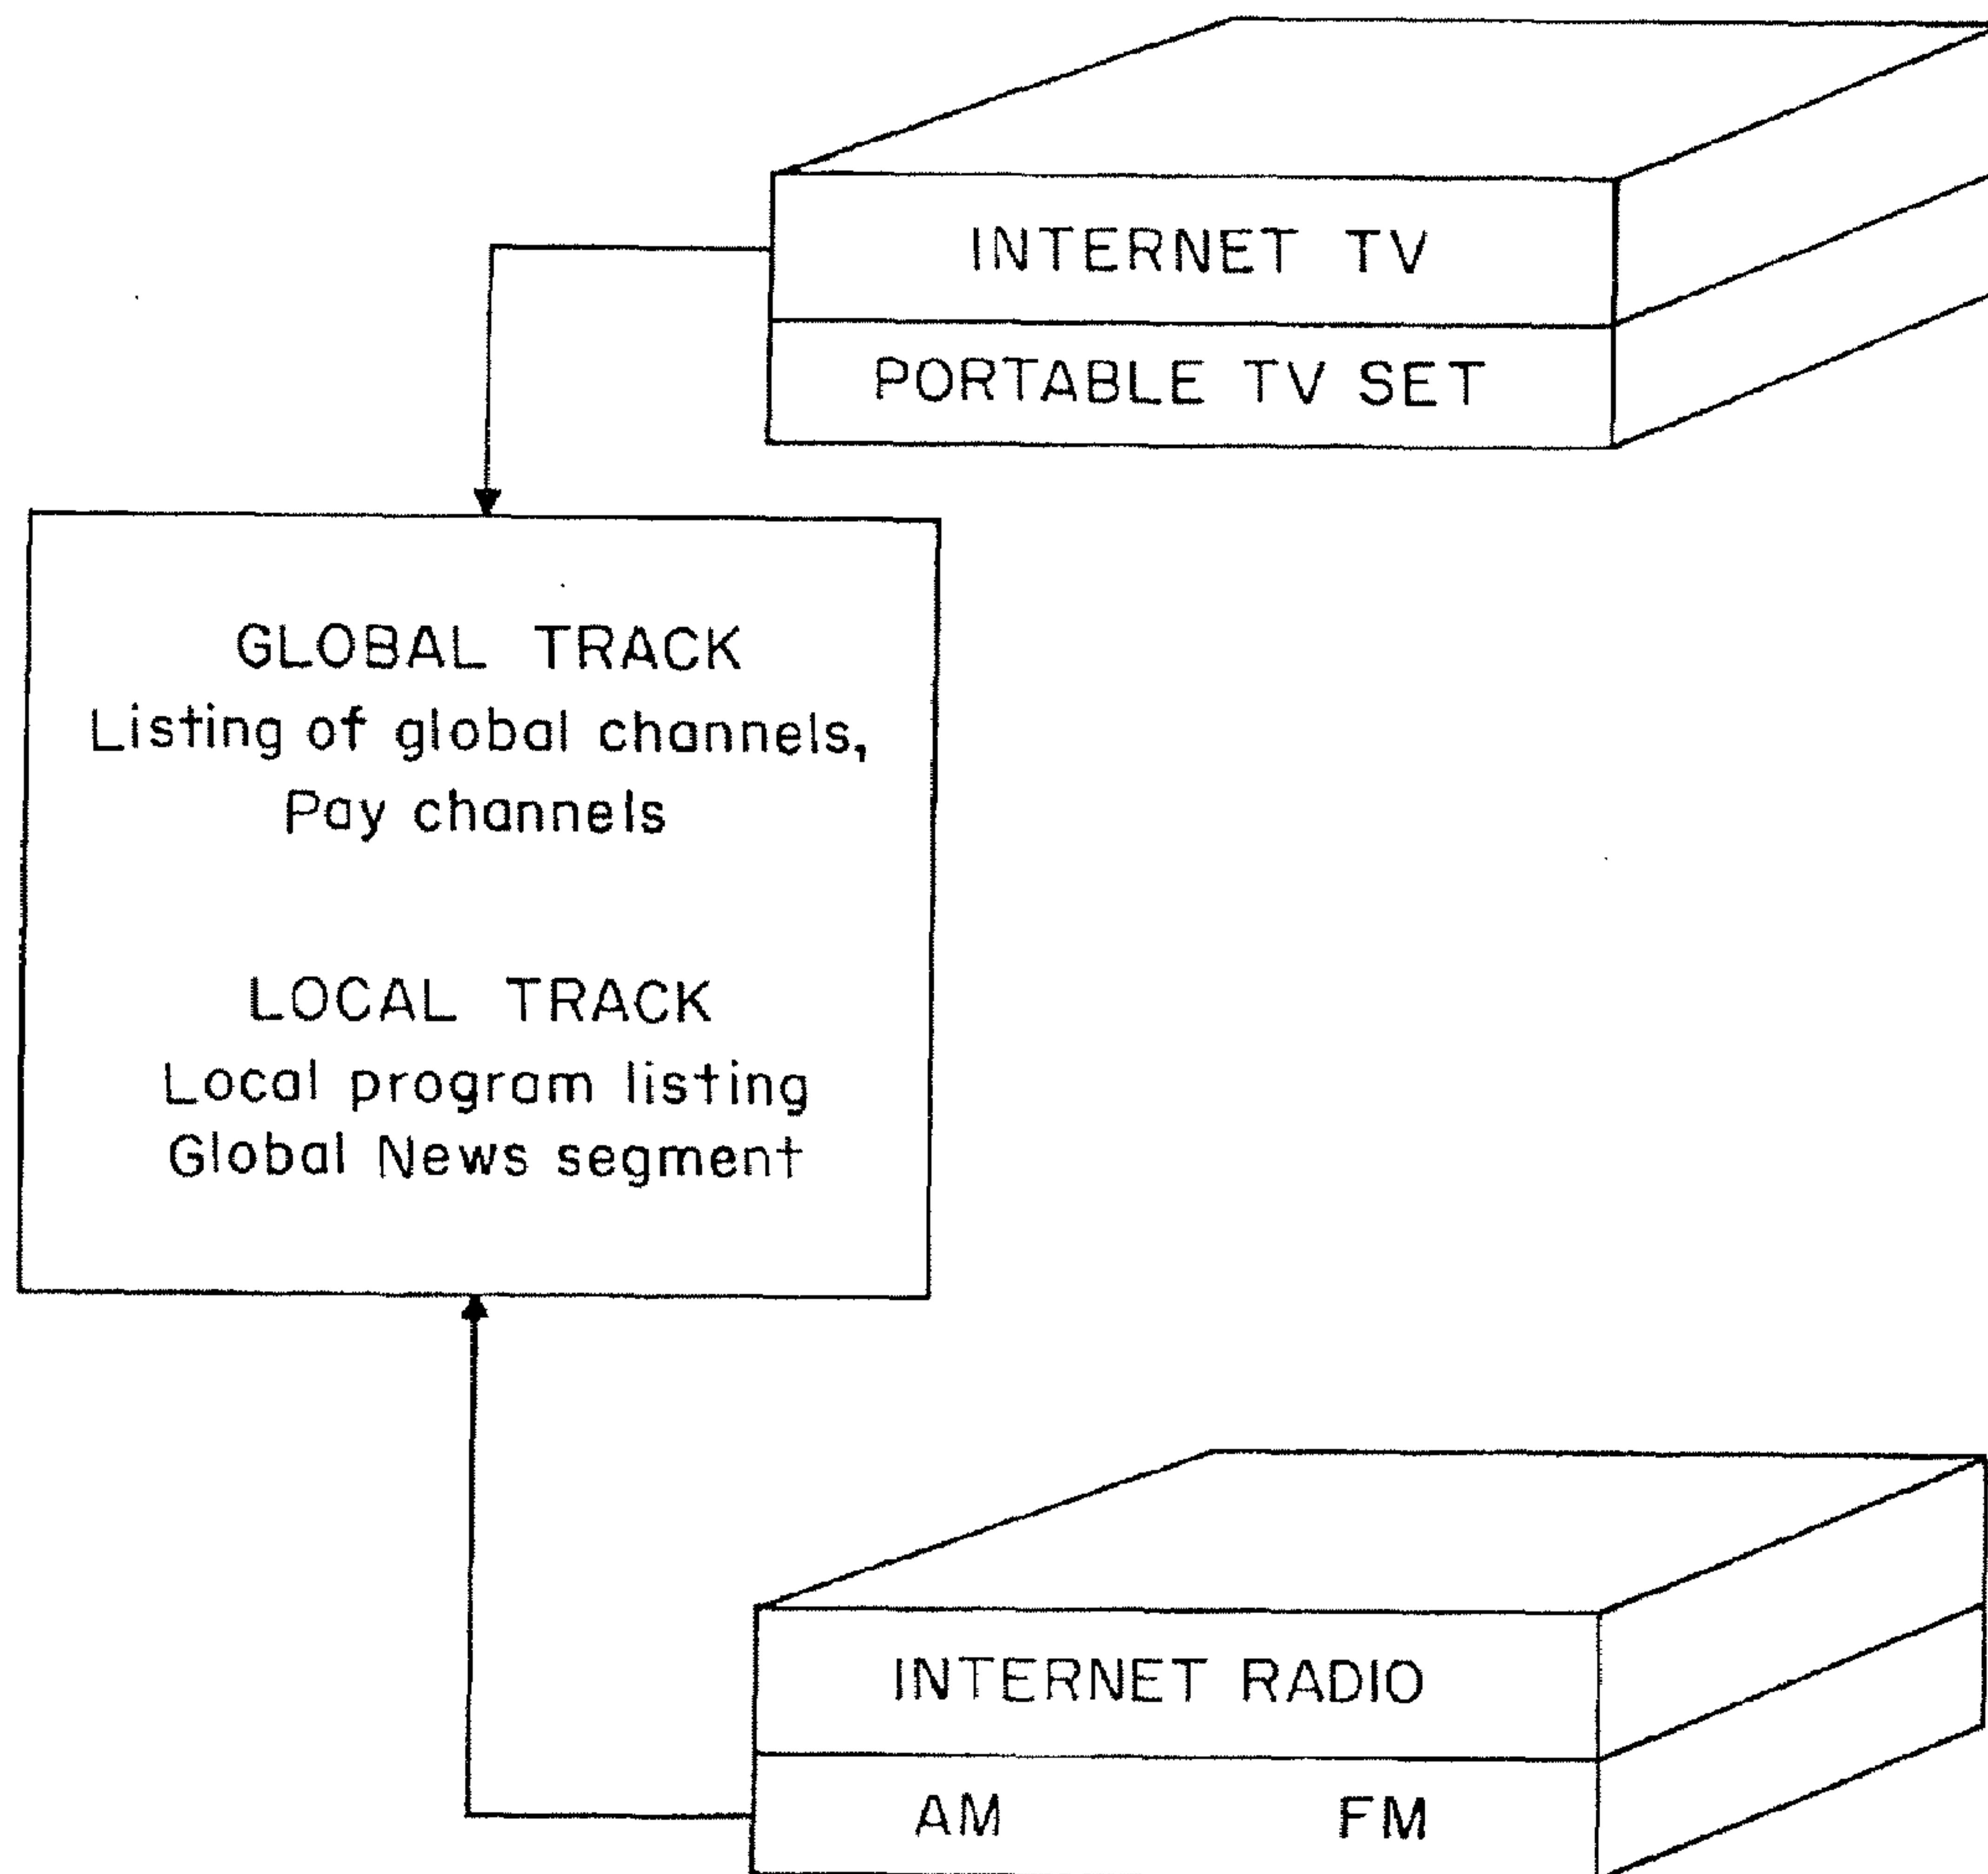 INTERNET TV
PORTABLE TV SET
GLOBAL TRACK
Listing of global channels,
Pay channels
LOCAL TRACK
Local program listing
Global News segment
INTERNET RADIO
AM FM